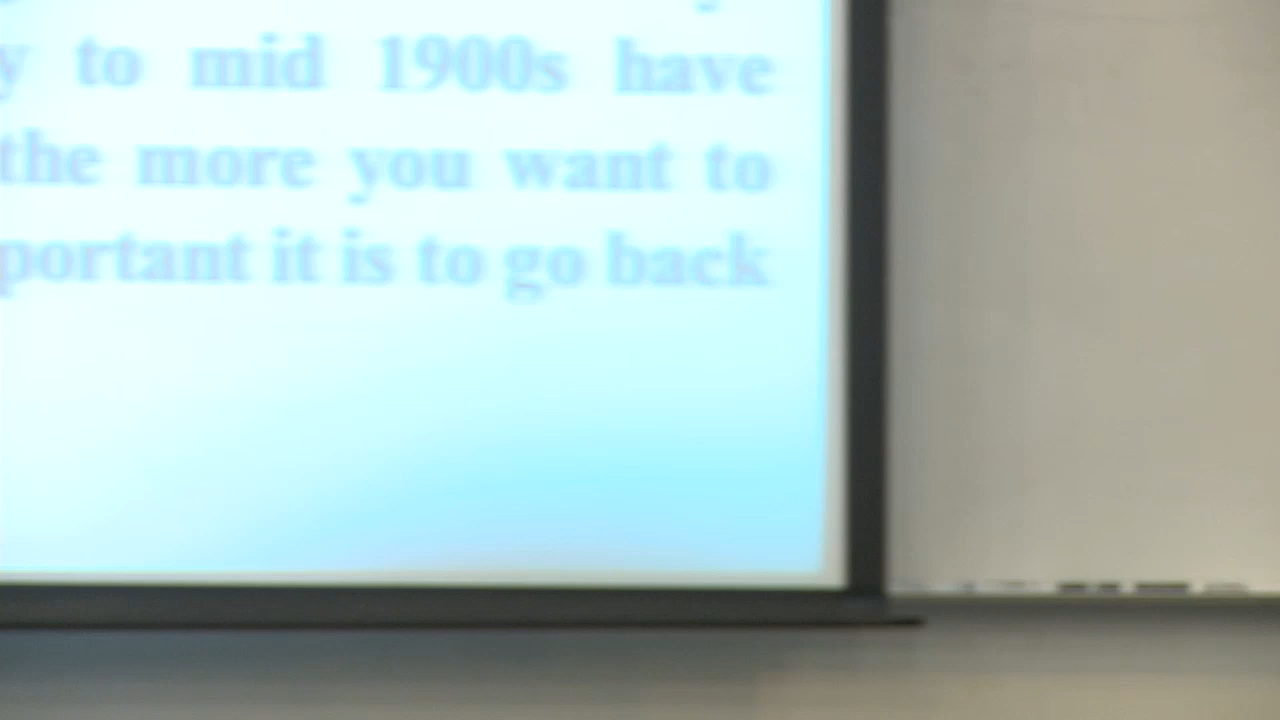 to mid 1900s have
the more you want to
portant it is to go back